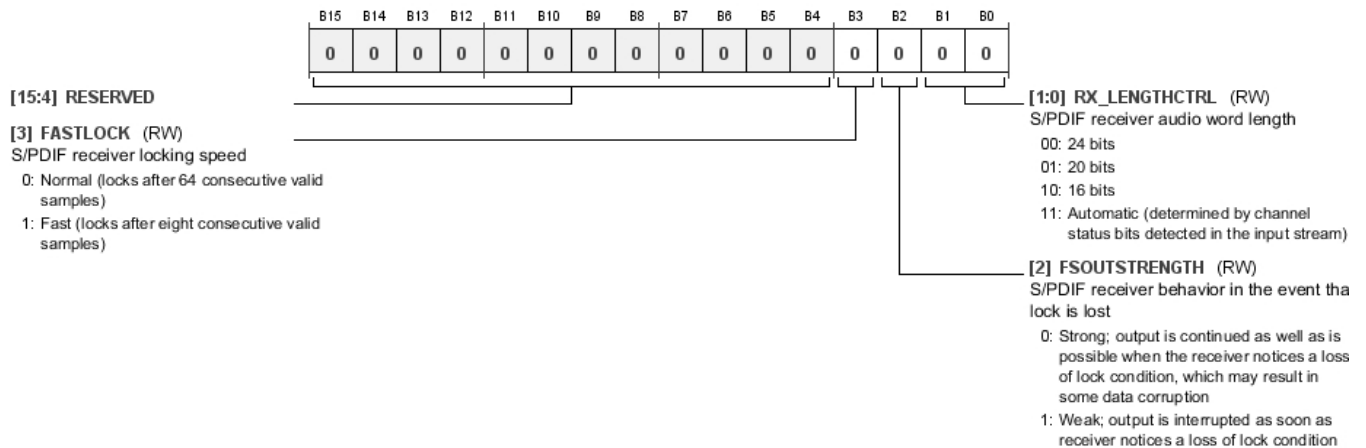 B15 B14 B13 B12 B11 B10 B9 B8 B7 B6 B5 B4 B3 B2 B1 B0
0 0 0 0 0 0 0 0 0 0 0 0 0 0 0 0
[15:4] RESERVED
[3] FASTLOCK (RW)
S/PDIF receiver locking speed
0: Normal (locks after 64 consecutive valid
samples)
1: Fast (locks after eight consecutive valid
samples)
[1:0] RX_LENGTHCTRL (RW)
S/PDIF receiver audio word length
00: 24 bits
01: 20 bits
10: 16 bits
11: Automatic (determined by channel
status bits detected in the input stream)
[2] FSOUTSTRENGTH (RW)
S/PDIF receiver behavior in the event tha
lock is lost
0: Strong; output is continued as well as is
possible when the receiver notices a loss
of lock condition, which may result in
some data corruption
1: Weak; output is interrupted as soon as
receiver notices a loss of lock condition